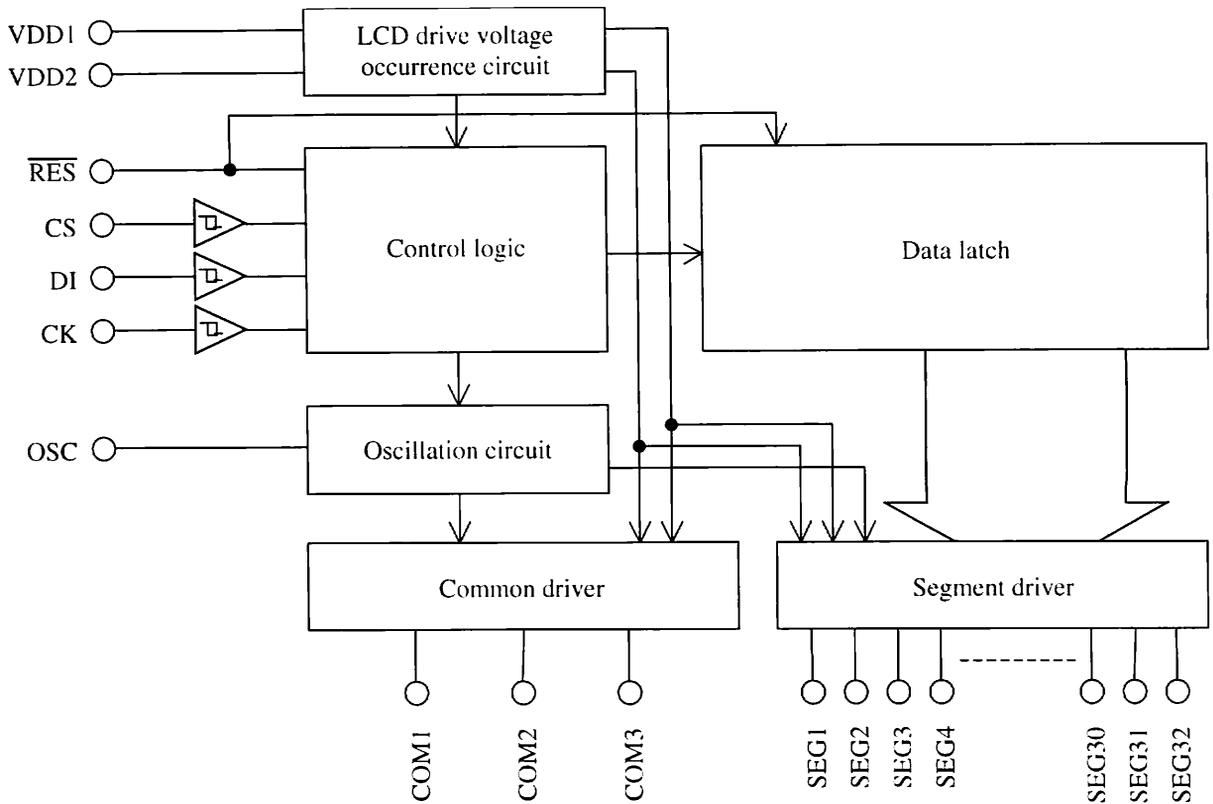 VDD1
VDD2
LCD drive voltage
occurrence circuit
RES
CS
DI
CK
Control logic
Data latch
OSC
Oscillation circuit
Common driver
Segment driver
COM1
COM2
COM3
SEG1
SEG2
SEG3
SEG4
SEG30
SEG31
SEG32